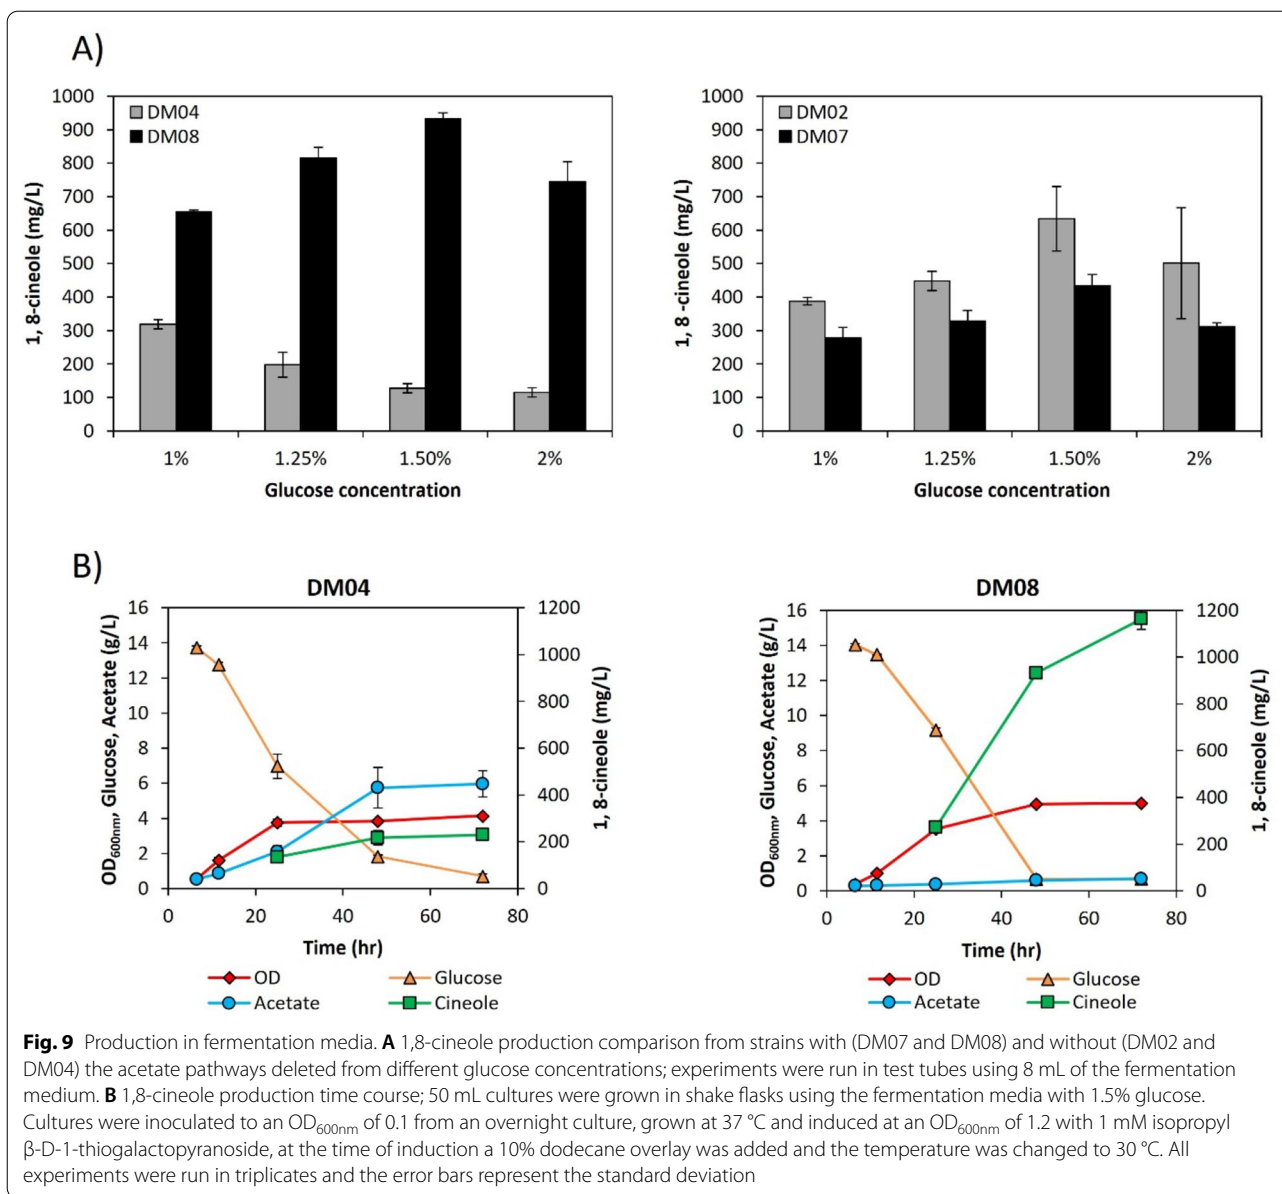 A)
1000
900
800
700
600
500
400
300
200
100
0
1, 8-cineole (mg/L)
DM04
DM08
1%
1.25%
1.50%
2%
Glucose concentration
1000
900
800
700
600
500
400
300
200
100
0
1, 8 -cineole (mg/L)
DM02
DM07
1%
1.25%
1.50%
2%
Glucose concentration
B)
DM04
16
14
12
10
8
6
4
2
0
OD600nm, Glucose, Acetate (g/L)
1200
1000
800
600
400
200
0
1, 8-cineole (mg/L)
0
20
40
60
80
Time (hr)
OD
Glucose
Acetate
Cineole
DM08
16
14
12
10
8
6
4
2
0
OD600nm, Glucose, Acetate (g/L)
1200
1000
800
600
400
200
0
1, 8-cineole (mg/L)
0
20
40
60
80
Time (hr)
OD
Glucose
Acetate
Cineole
Fig. 9 Production in fermentation media. A 1,8-cineole production comparison from strains with (DM07 and DM08) and without (DM02 and
DM04) the acetate pathways deleted from different glucose concentrations; experiments were run in test tubes using 8 mL of the fermentation
medium. B 1,8-cineole production time course; 50 mL cultures were grown in shake flasks using the fermentation media with 1.5% glucose.
Cultures were inoculated to an OD600nm of 0.1 from an overnight culture, grown at 37 °C and induced at an OD600nm of 1.2 with 1 mM isopropyl
β-D-1-thiogalactopyranoside, at the time of induction a 10% dodecane overlay was added and the temperature was changed to 30 °C. All
experiments were run in triplicates and the error bars represent the standard deviation